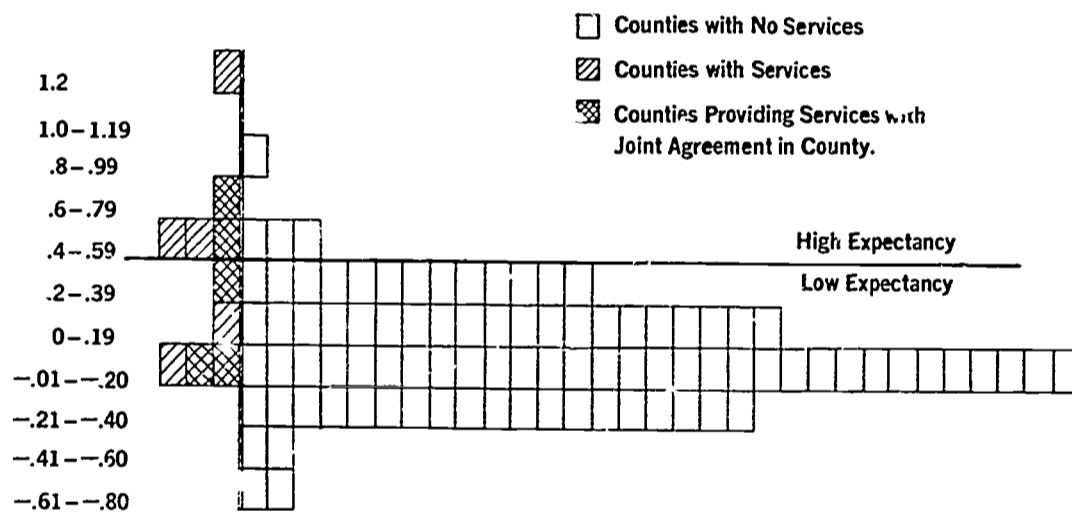 Counties with No Services
Counties with Services
Counties Providing Services with
Joint Agreement in County.
1.2
1.0–1.19
.8–.99
.6–.79
.4–.59
.2–.39
0–.19
—.01–—.20
—.21–—.40
—.41–—.60
—.61–—.80
High Expectancy
Low Expectancy